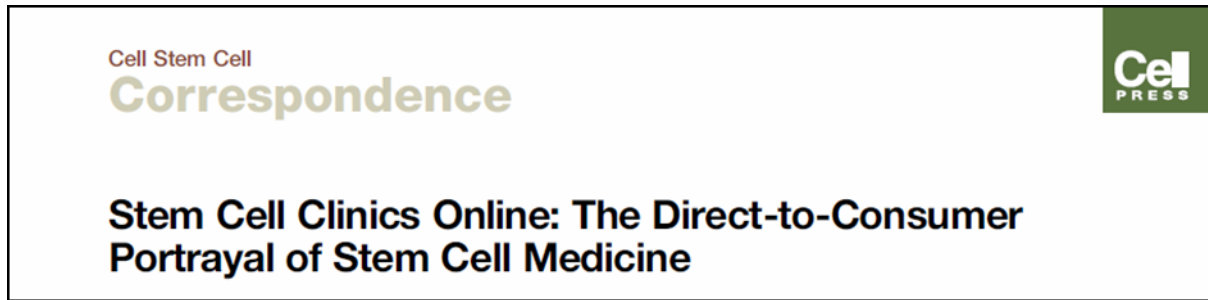 Cell Stem Cell
Correspondence
Cell
PRESS
Stem Cell Clinics Online: The Direct-to-Consumer
Portrayal of Stem Cell Medicine